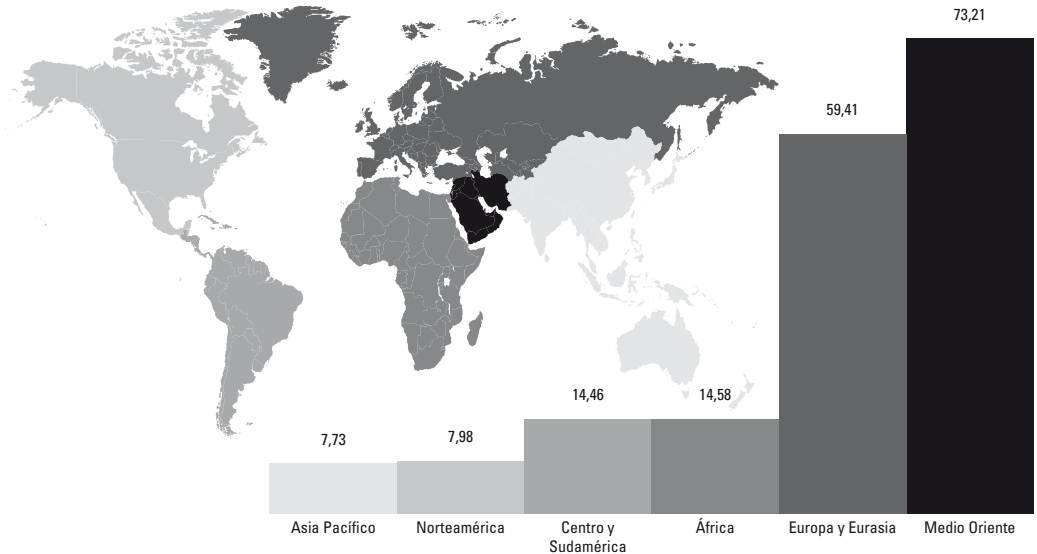 73,21
59,41
14,46
14,58
7,73
7,98
Asia Pacífico
Norteamérica
Centro y
Sudamérica
África
Europa y Eurasia
Medio Oriente